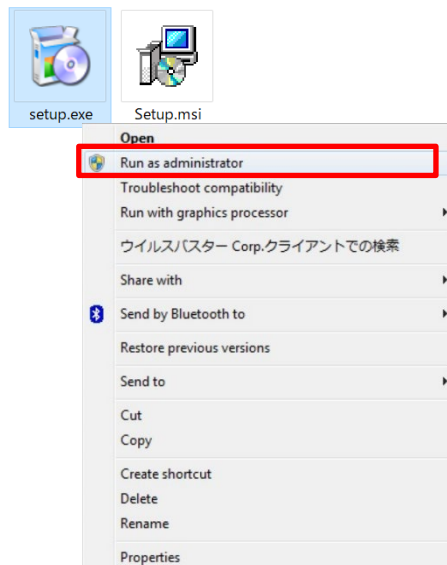 setup.exe
Setup.msi
Open
Run as administrator
Troubleshoot compatibility
Run with graphics processor
ウイルスバスター Corp.クライアントでの検索
Share with
Send by Bluetooth to
Restore previous versions
Send to
Cut
Copy
Create shortcut
Delete
Rename
Properties